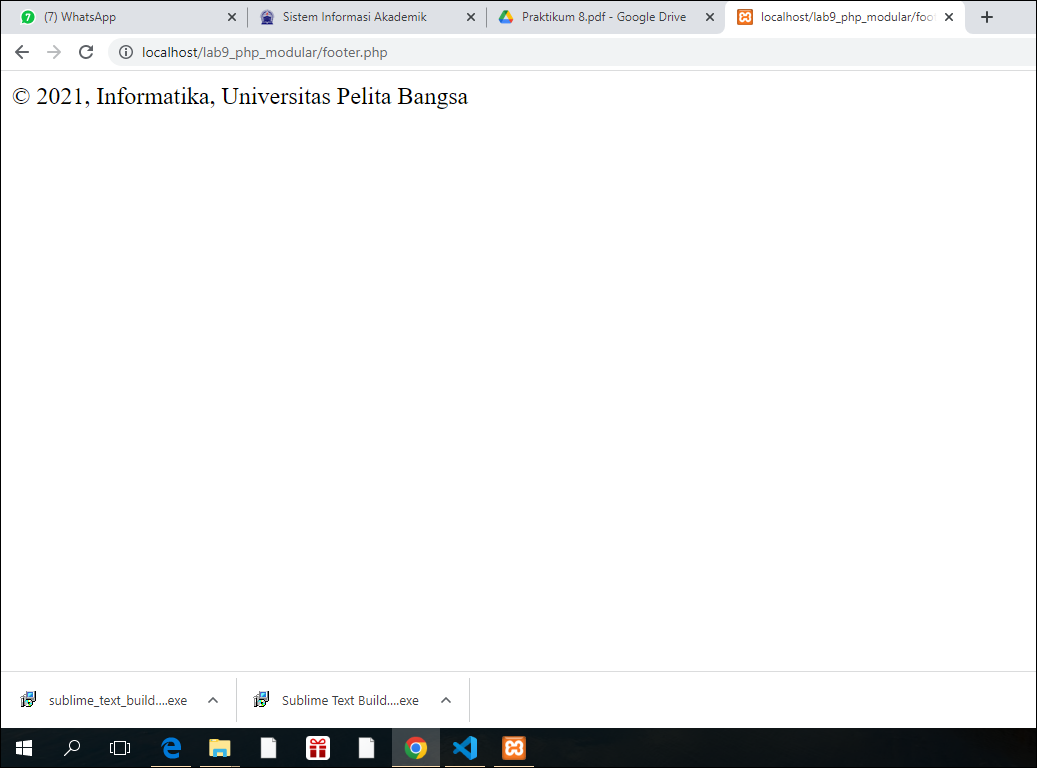 (7) WhatsApp
Sistem Informasi Akademik
Praktikum 8.pdf - Google Drive
localhost/lab9_php_modular/foo
localhost/lab9_php_modular/footer.php
© 2021, Informatika, Universitas Pelita Bangsa
sublime_text_build....exe
Sublime Text Build....exe